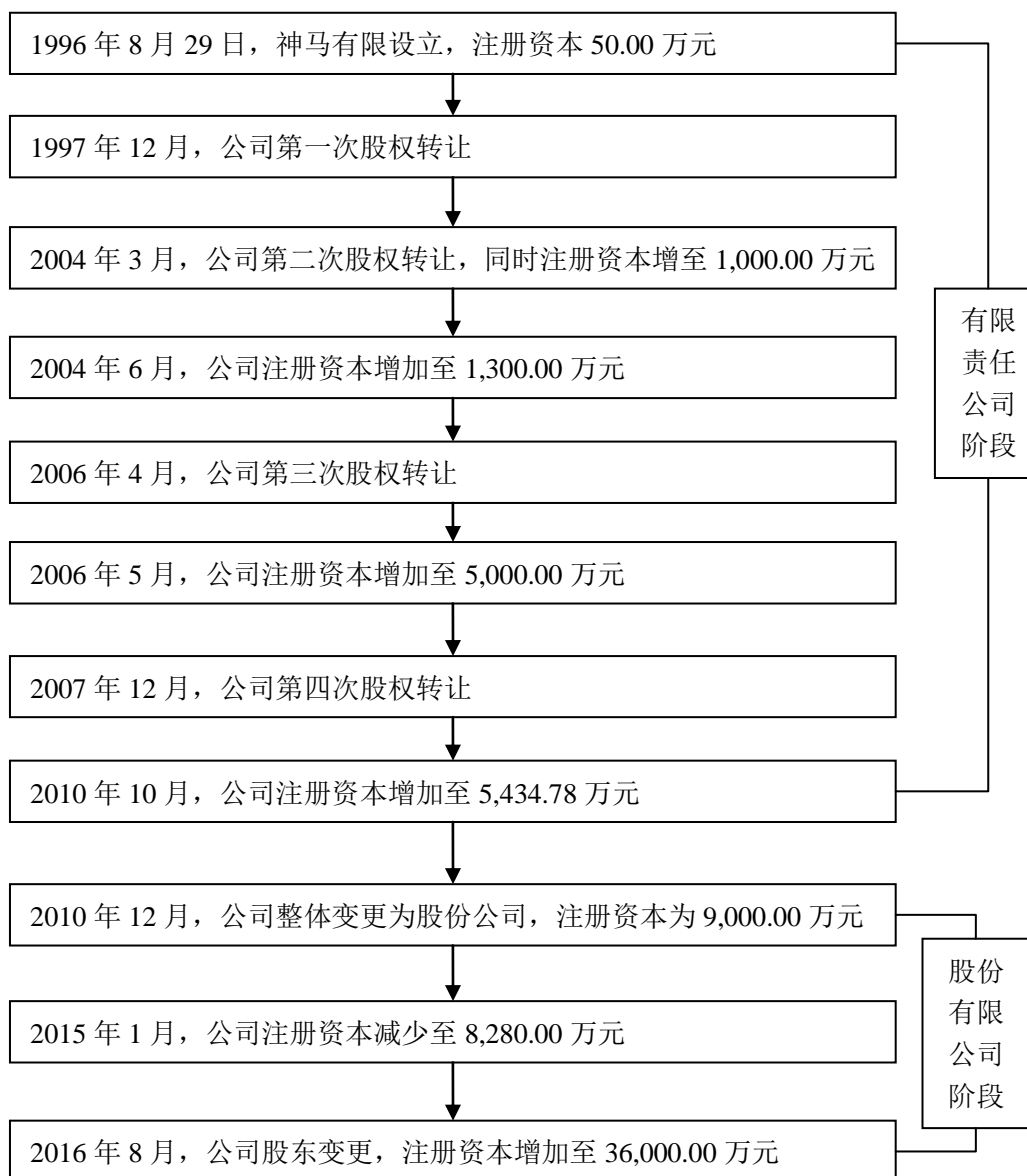 1996 年 8 月 29 日，神马有限设立，注册资本 50.00 万元
1997 年 12 月，公司第一次股权转让
2004 年 3 月，公司第二次股权转让，同时注册资本增至 1,000.00 万元
2004 年 6 月，公司注册资本增加至 1,300.00 万元
2006 年 4 月，公司第三次股权转让
2006 年 5 月，公司注册资本增加至 5,000.00 万元
2007 年 12 月，公司第四次股权转让
2010 年 10 月，公司注册资本增加至 5,434.78 万元
有限
责任
公司
阶段
2010 年 12 月，公司整体变更为股份公司，注册资本为 9,000.00 万元
2015 年 1 月，公司注册资本减少至 8,280.00 万元
2016 年 8 月，公司股东变更，注册资本增加至 36,000.00 万元
股份
有限
公司
阶段